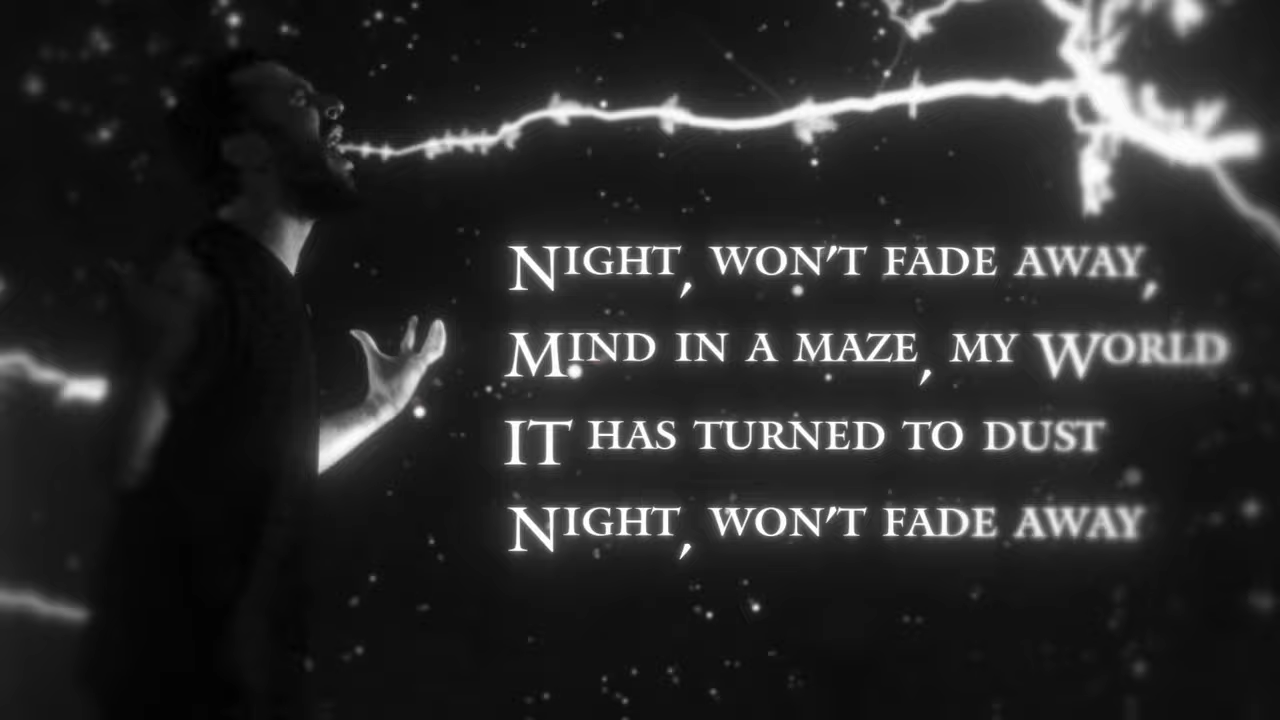 Night, won't fade away,
Mind in a maze, my World
It has turned to dust
Night, won't fade away